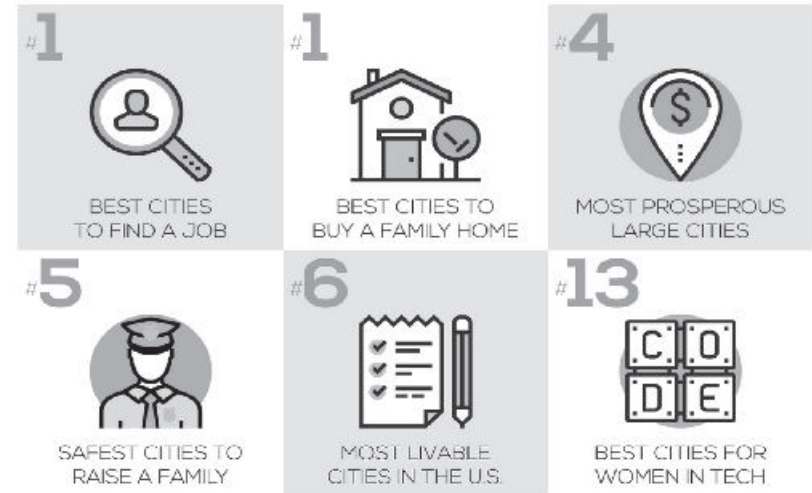 #1
BEST CITIES
TO FIND A JOB
#1
BEST CITIES TO
BUY A FAMILY HOME
#4
$
MOST PROSPEROUS
LARGE CITIES
#5
SAFEST CITIES TO
RAISE A FAMILY
#6
MOST LIVABLE
CITIES IN THE U.S.
#13
C O
D E
BEST CITIES FOR
WOMEN IN TECH